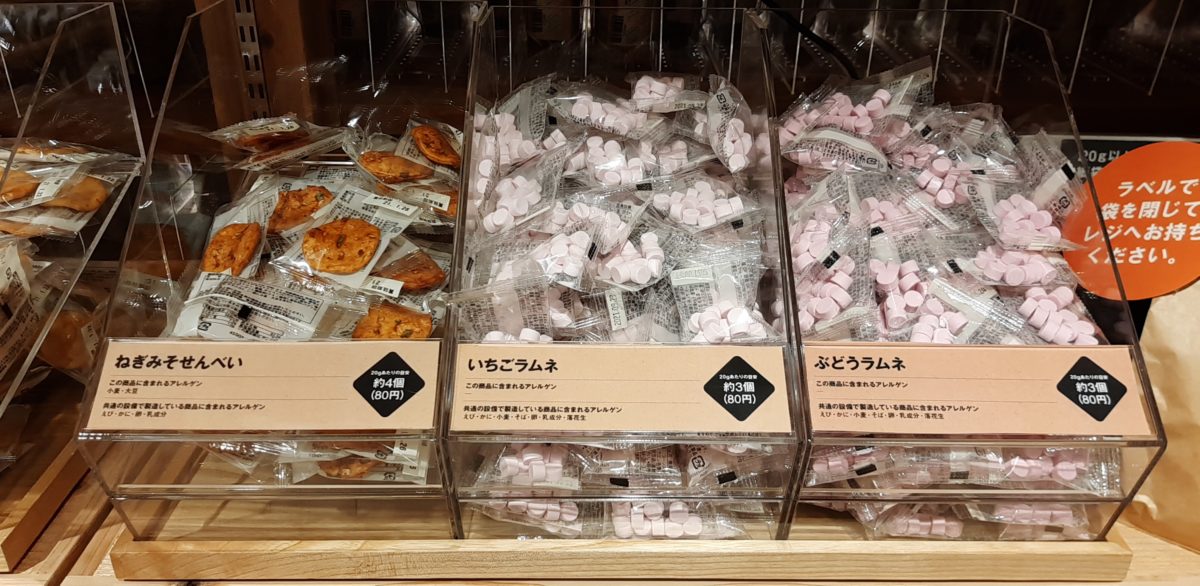 ねぎみそせんべい
この商品に含まれるアレルゲン
小麦・大豆
共通の設備で製造している商品に含まれるアレルゲン
えび・かに・卵・乳成分
20gあたりの目安
約4個
(80円)
いちごラムネ
この商品に含まれるアレルゲン
―
共通の設備で製造している商品に含まれるアレルゲン
えび・かに・小麦・そば・卵・乳成分・落花生
20gあたりの目安
約3個
(80円)
ぶどうラムネ
この商品に含まれるアレルゲン
―
共通の設備で製造している商品に含まれるアレルゲン
えび・かに・小麦・そば・卵・乳成分・落花生
20gあたりの目安
約3個
(80円)
20g以
ラベルで
袋を閉じて
レジへお持ち
ください。